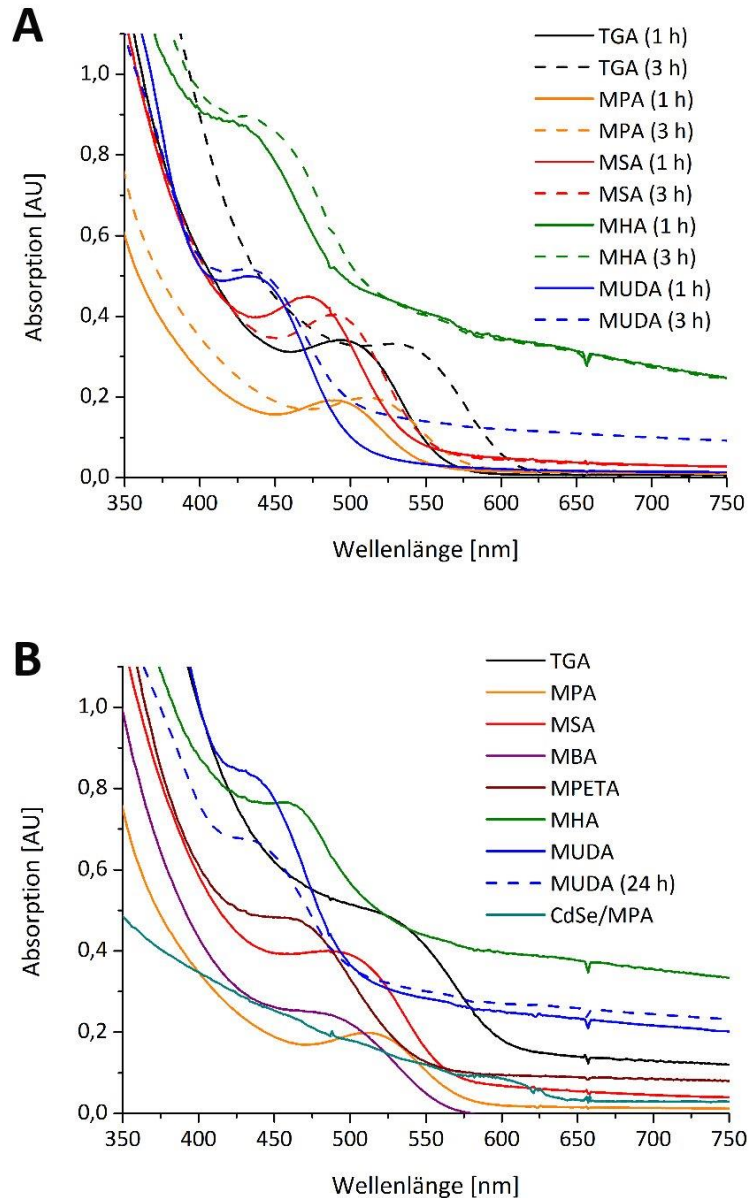 A
TGA (1 h)
TGA (3 h)
MPA (1 h)
MPA (3 h)
MSA (1 h)
MSA (3 h)
MHA (1 h)
MHA (3 h)
MUDA (1 h)
MUDA (3 h)
Absorption [AU]
1,0
0,8
0,6
0,4
0,2
0,0
350 400 450 500 550 600 650 700 750
Wellenlänge [nm]
B
TGA
MPA
MSA
MBA
MPETA
MHA
MUDA
MUDA (24 h)
CdSe/MPA
Absorption [AU]
1,0
0,8
0,6
0,4
0,2
0,0
350 400 450 500 550 600 650 700 750
Wellenlänge [nm]